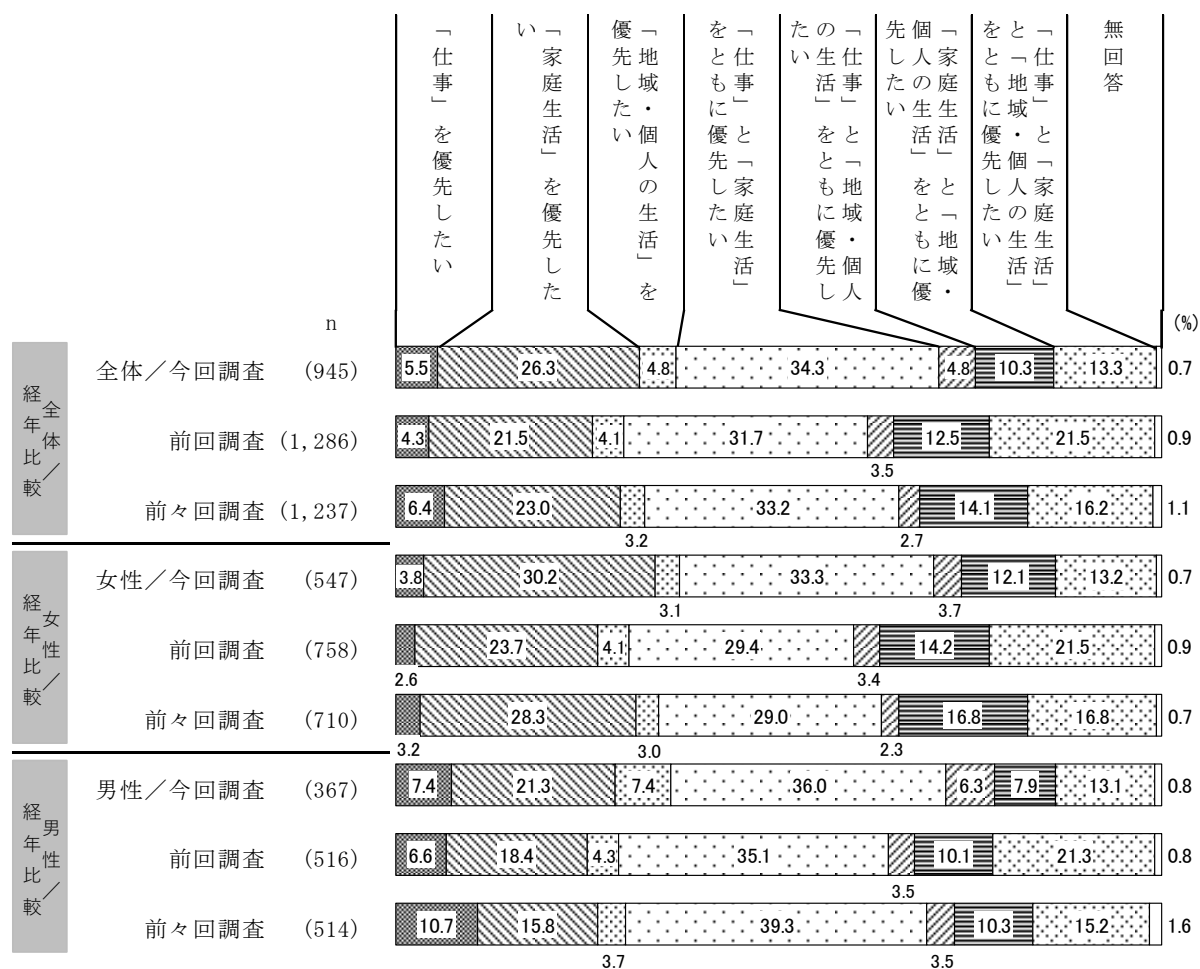 「仕事」を優先したい
「家庭生活」を優先した
い
「地域・個人の生活」を
優先したい
「仕事」と「家庭生活」
をともに優先したい
「仕事」と「地域・個人
の生活」をともに優先し
たい
「家庭生活」と「地域・
個人の生活」をともに優
先したい
「仕事」と「家庭生活」
と「地域・個人の生活」
をともに優先したい
無回答
n
(%)
全体／
経年比較
全体／今回調査 (945) 5.5 26.3 4.8 34.3 4.8 10.3 13.3 0.7
前回調査 (1,286) 4.3 21.5 4.1 31.7 12.5 21.5 0.9
3.5
前々回調査 (1,237) 6.4 23.0 33.2 14.1 16.2 1.1
3.2 2.7
女性／
経年比較
女性／今回調査 (547) 3.8 30.2 33.3 12.1 13.2 0.7
3.1 3.7
前回調査 (758) 23.7 4.1 29.4 14.2 21.5 0.9
2.6 3.4
前々回調査 (710) 28.3 29.0 16.8 16.8 0.7
3.2 3.0 2.3
男性／
経年比較
男性／今回調査 (367) 7.4 21.3 7.4 36.0 6.3 7.9 13.1 0.8
前回調査 (516) 6.6 18.4 4.3 35.1 10.1 21.3 0.8
3.5
前々回調査 (514) 10.7 15.8 39.3 10.3 15.2 1.6
3.7 3.5